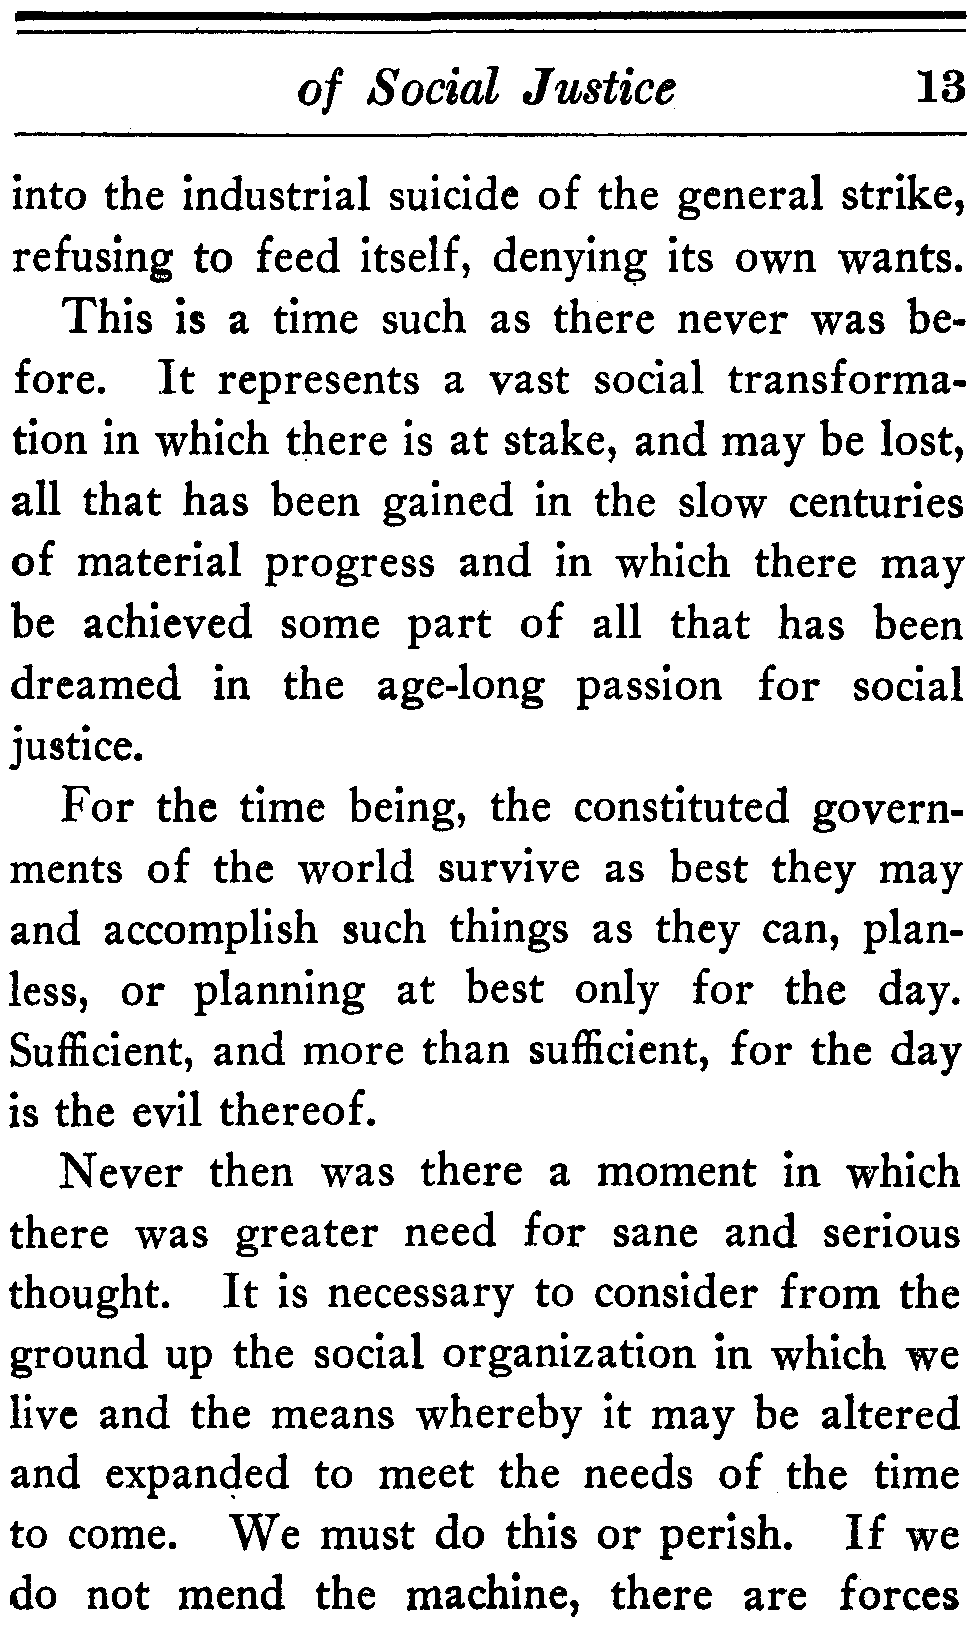 of Social Justice 13
into the industrial suicide of the general strike,
refusing to feed itself, denying its own wants.
This is a time such as there never was be-
fore. It represents a vast social transforma-
tion in which there is at stake, and may be lost,
all that has been gained in the slow centuries
of material progress and in which there may
be achieved some part of all that has been
dreamed in the age-long passion for social
justice.
For the time being, the constituted govern-
ments of the world survive as best they may
and accomplish such things as they can, plan-
less, or planning at best only for the day.
Sufficient, and more than sufficient, for the day
is the evil thereof.
Never then was there a moment in which
there was greater need for sane and serious
thought. It is necessary to consider from the
ground up the social organization in which we
live and the means whereby it may be altered
and expanded to meet the needs of the time
to come. We must do this or perish. If we
do not mend the machine, there are forces